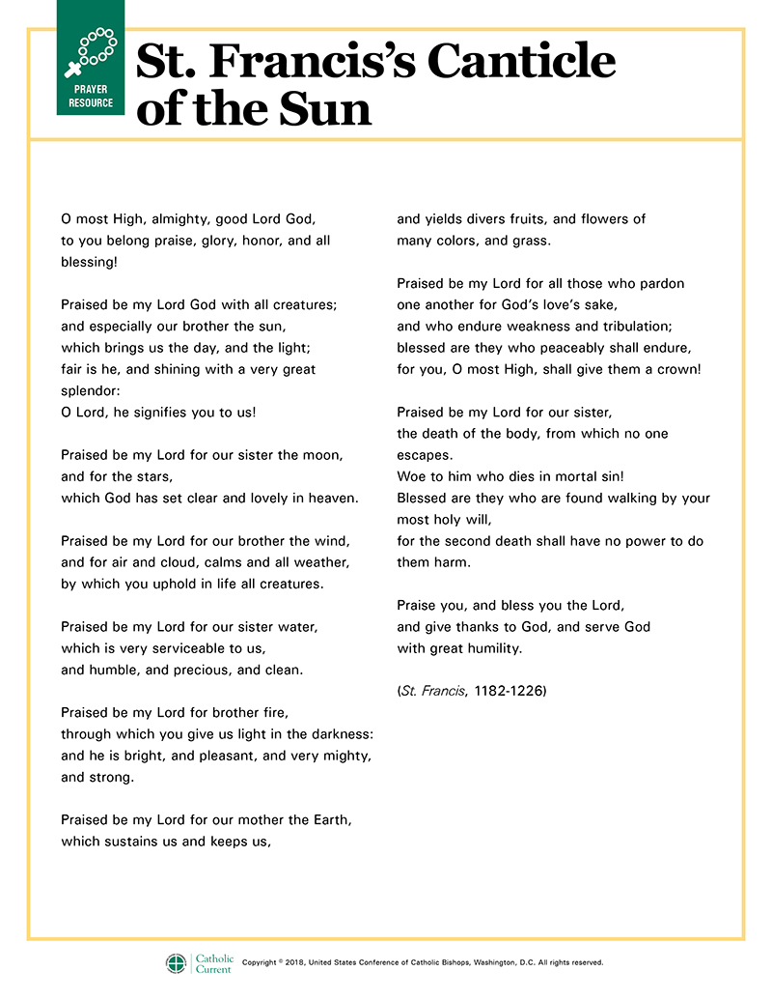 PRAYER
RESOURCE
St. Francis’s Canticle
of the Sun
O most High, almighty, good Lord God,
to you belong praise, glory, honor, and all
blessing!
Praised be my Lord God with all creatures;
and especially our brother the sun,
which brings us the day, and the light;
fair is he, and shining with a very great
splendor:
O Lord, he signifies you to us!
Praised be my Lord for our sister the moon,
and for the stars,
which God has set clear and lovely in heaven.
Praised be my Lord for our brother the wind,
and for air and cloud, calms and all weather,
by which you uphold in life all creatures.
Praised be my Lord for our sister water,
which is very serviceable to us,
and humble, and precious, and clean.
Praised be my Lord for brother fire,
through which you give us light in the darkness:
and he is bright, and pleasant, and very mighty,
and strong.
Praised be my Lord for our mother the Earth,
which sustains us and keeps us,
and yields divers fruits, and flowers of
many colors, and grass.
Praised be my Lord for all those who pardon
one another for God’s love’s sake,
and who endure weakness and tribulation;
blessed are they who peaceably shall endure,
for you, O most High, shall give them a crown!
Praised be my Lord for our sister,
the death of the body, from which no one
escapes.
Woe to him who dies in mortal sin!
Blessed are they who are found walking by your
most holy will,
for the second death shall have no power to do
them harm.
Praise you, and bless you the Lord,
and give thanks to God, and serve God
with great humility.
(St. Francis, 1182-1226)
Catholic
Current
Copyright © 2018, United States Conference of Catholic Bishops, Washington, D.C. All rights reserved.